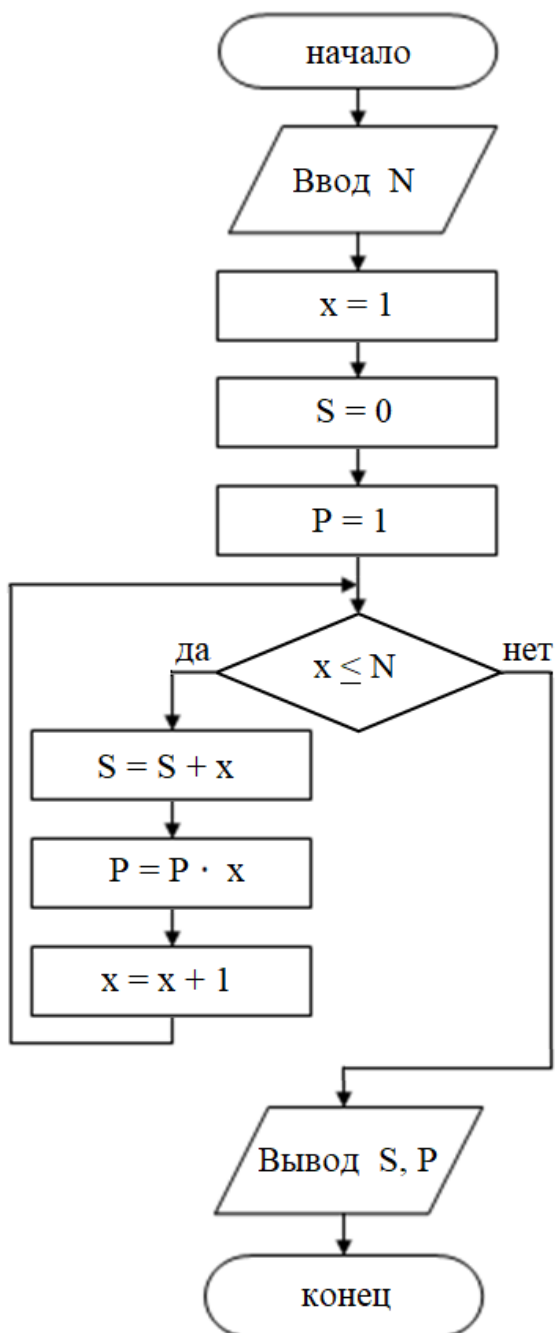 начало
Ввод N
x = 1
S = 0
P = 1
да
x ≤ N
нет
S = S + x
P = P · x
x = x + 1
Вывод S, P
конец